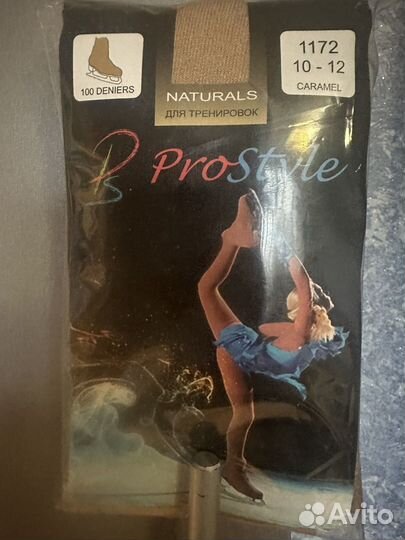 100 DENIERS
NATURALS
ДЛЯ ТРЕНИРОВОК
1172
10 - 12
CARAMEL
ProStyle
Avito